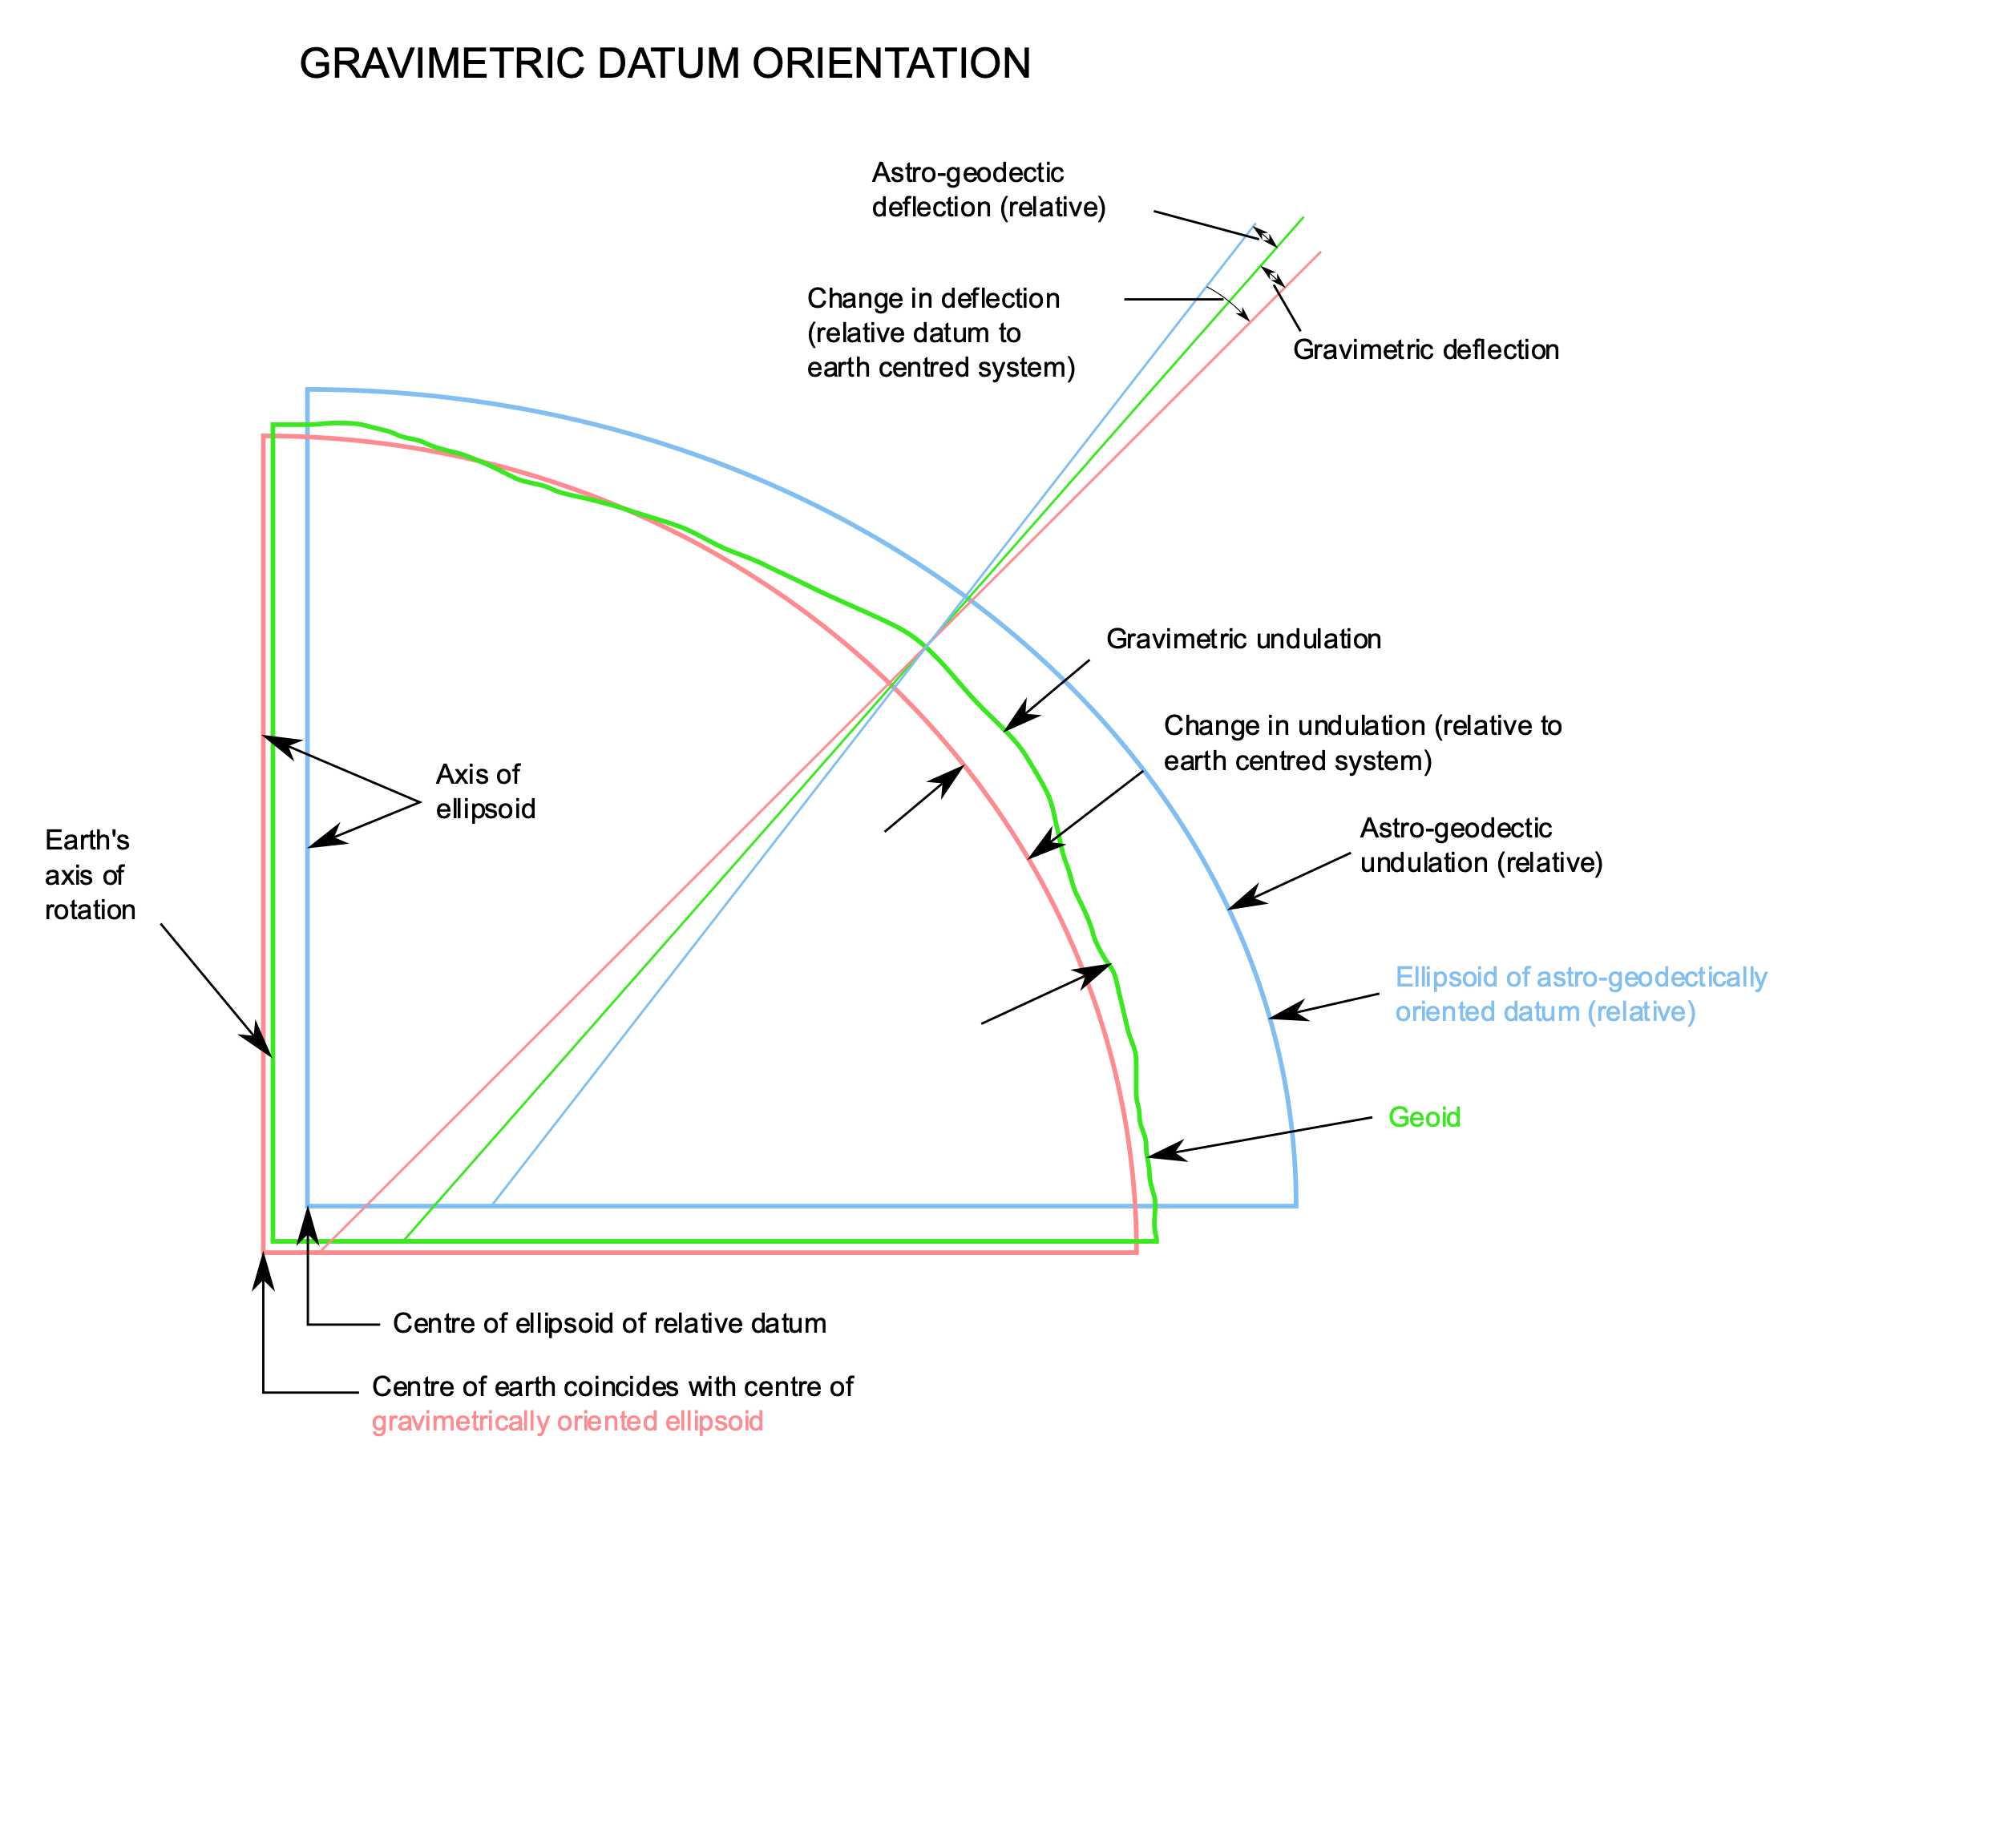 GRAVIMETRIC DATUM ORIENTATION
Astro-geodectic
deflection (relative)
Change in deflection
(relative datum to
earth centred system)
Gravimetric deflection
Gravimetric undulation
Change in undulation (relative to
earth centred system)
Axis of
ellipsoid
Astro-geodectic
undulation (relative)
Earth's
axis of
rotation
Ellipsoid of astro-geodectically
oriented datum (relative)
Geoid
Centre of ellipsoid of relative datum
Centre of earth coincides with centre of
gravimetrically oriented ellipsoid